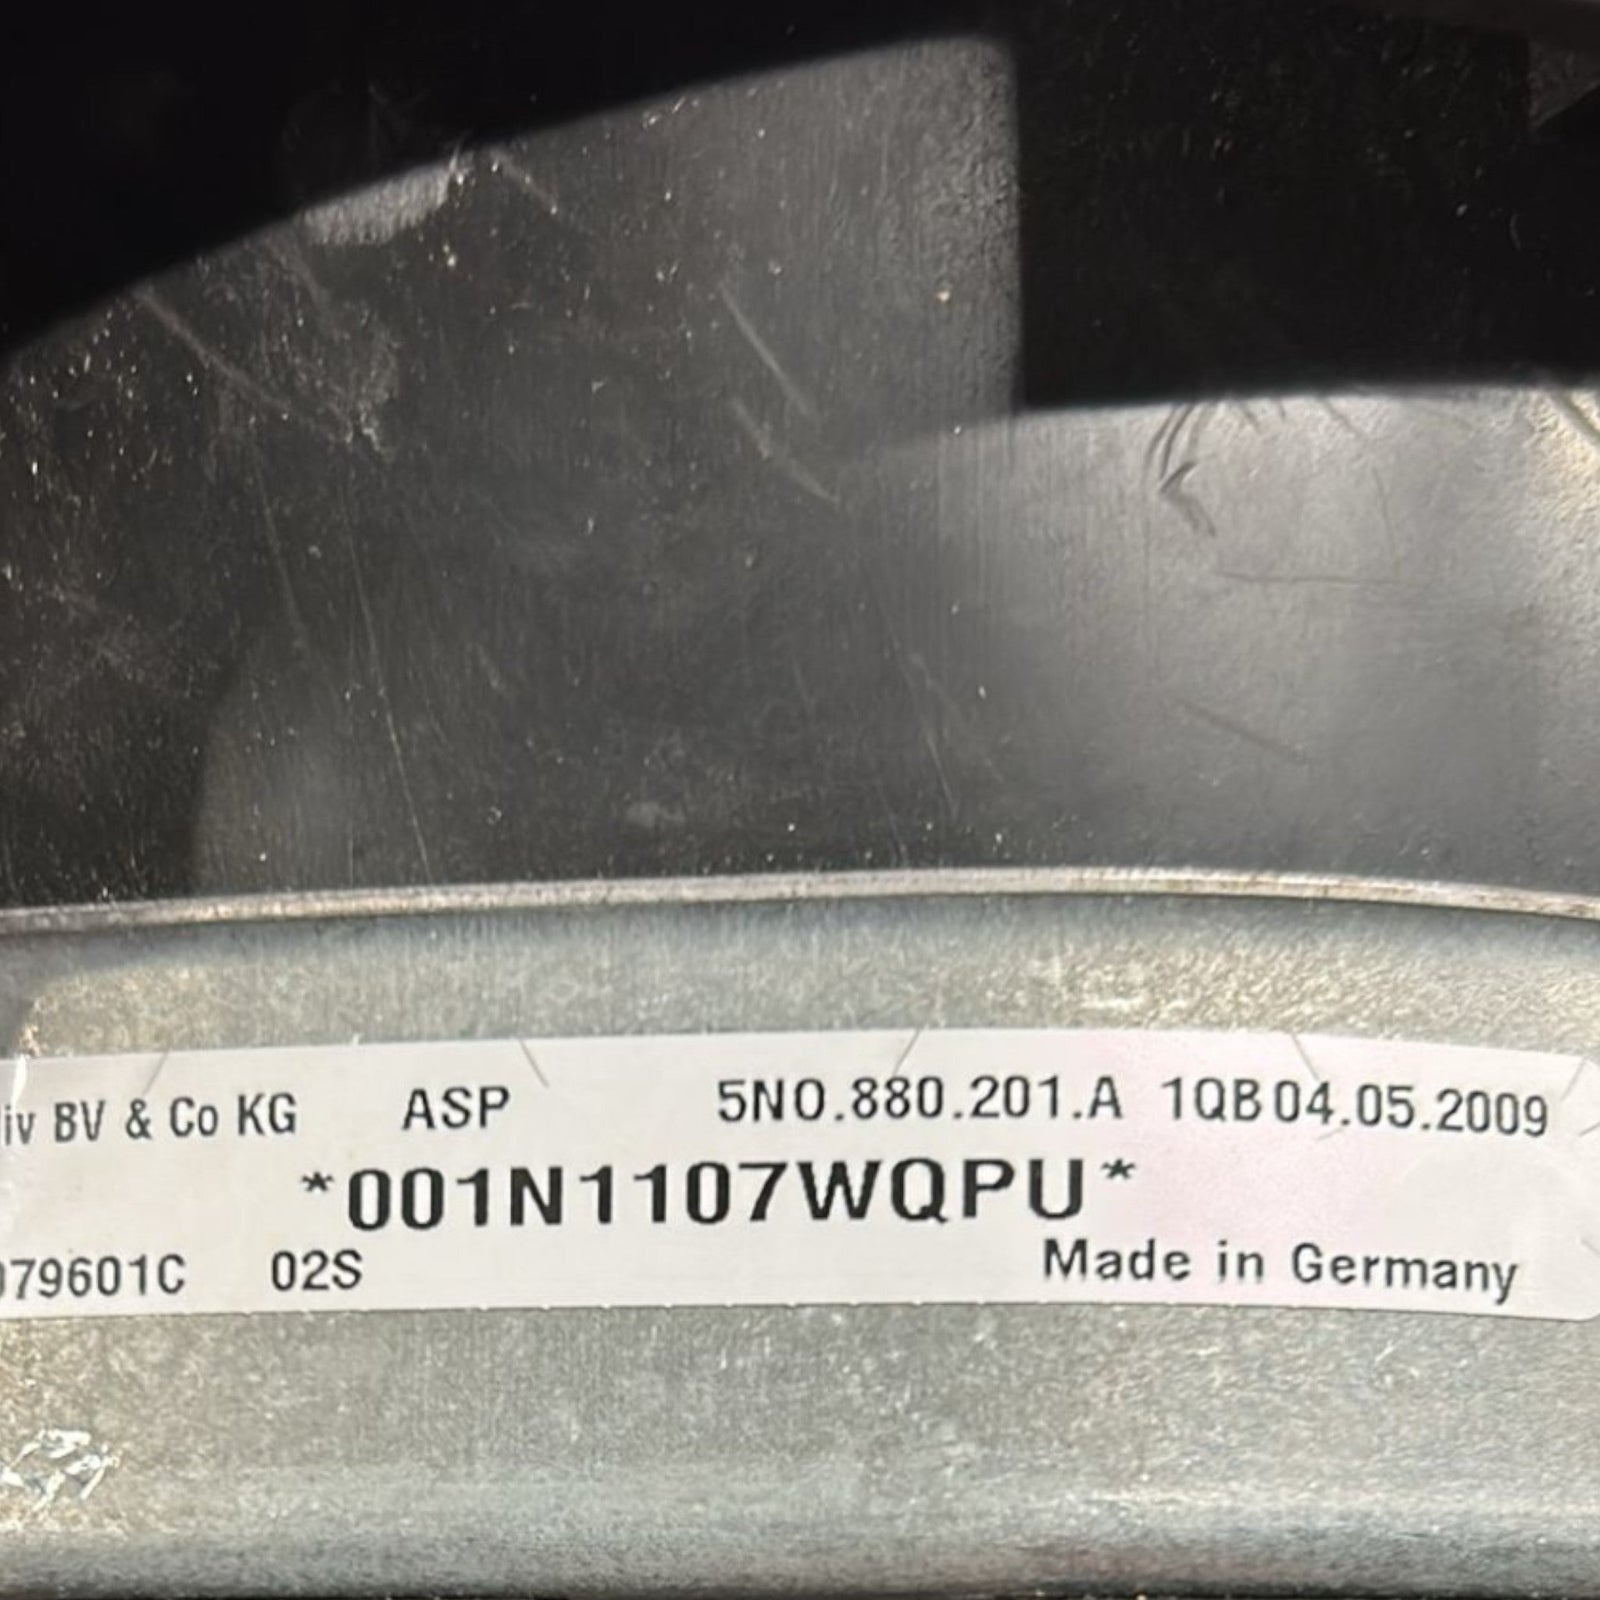 iv BV & Co KG ASP 5N0.880.201.A 1QB 04.05.2009
*001N1107WQPU*
079601C 02S Made in Germany